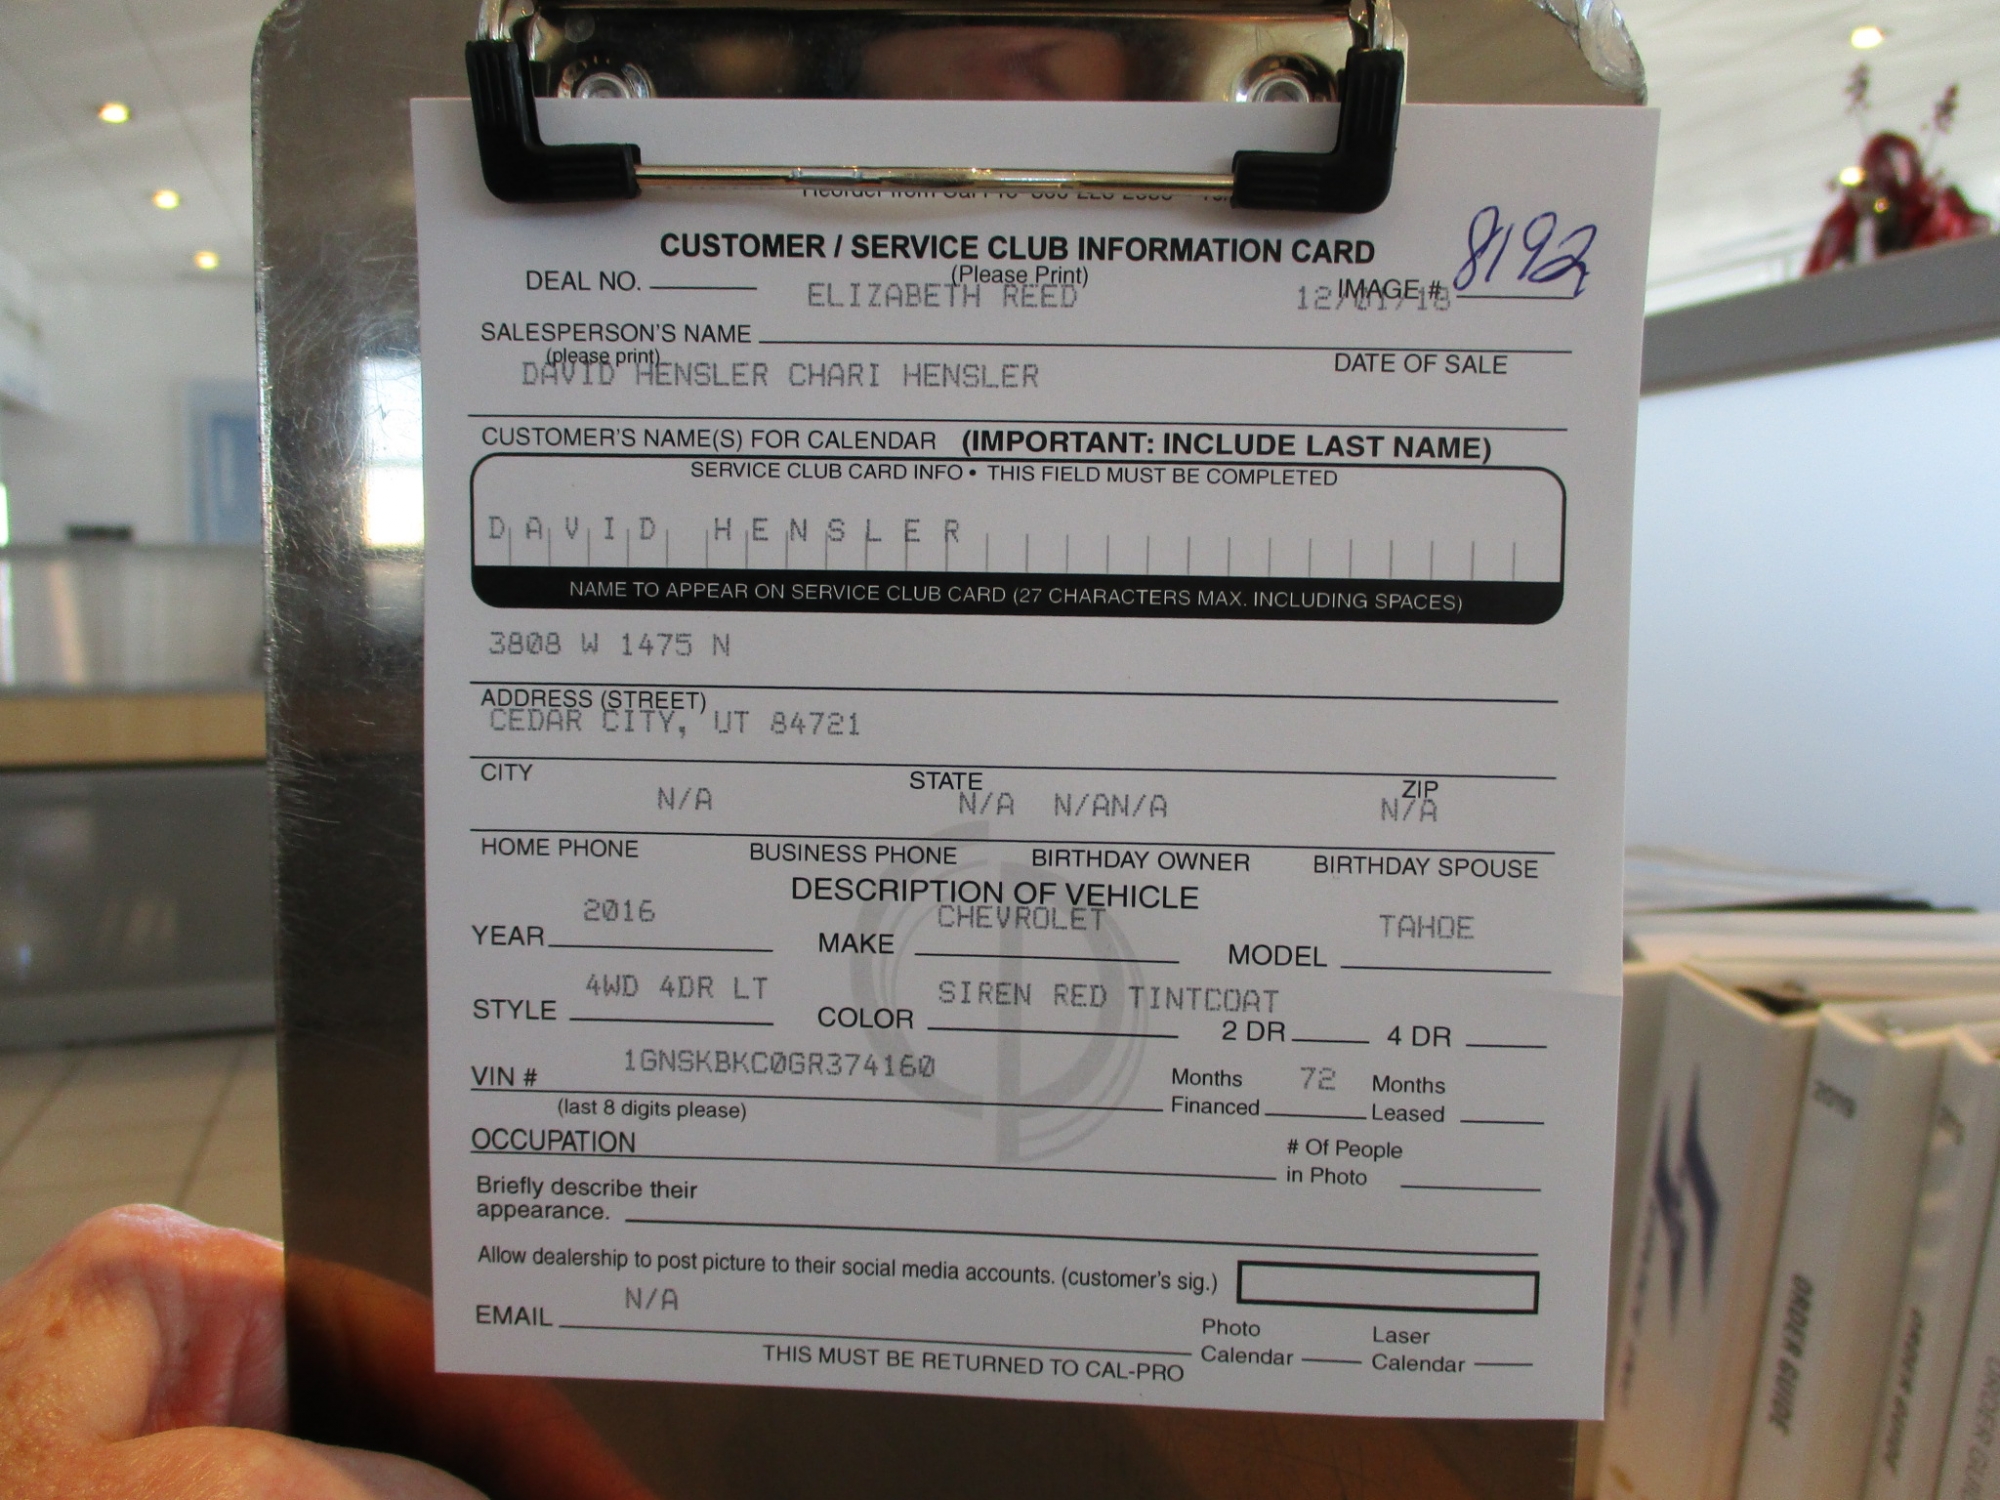 CUSTOMER / SERVICE CLUB INFORMATION CARD
(Please Print)
DEAL NO. IMAGE # 8192
ELIZABETH REED 12/01/18
SALESPERSON'S NAME
(please print) DATE OF SALE
DAVID HENSLER CHARI HENSLER
CUSTOMER'S NAME(S) FOR CALENDAR (IMPORTANT: INCLUDE LAST NAME)
SERVICE CLUB CARD INFO • THIS FIELD MUST BE COMPLETED
DAVID HENSLER
NAME TO APPEAR ON SERVICE CLUB CARD (27 CHARACTERS MAX. INCLUDING SPACES)
3808 W 1475 N
ADDRESS (STREET)
CEDAR CITY, UT 84721
CITY STATE ZIP
N/A N/A N/AN/A N/A
HOME PHONE BUSINESS PHONE BIRTHDAY OWNER BIRTHDAY SPOUSE
DESCRIPTION OF VEHICLE
YEAR 2016 MAKE CHEVROLET MODEL TAHOE
STYLE 4WD 4DR LT COLOR SIREN RED TINTCOAT 2 DR 4 DR
VIN # 1GNSKBKC0GR374160 Months Financed 72 Months Leased
(last 8 digits please)
OCCUPATION # Of People in Photo
Briefly describe their
appearance.
Allow dealership to post picture to their social media accounts. (customer's sig.)
EMAIL N/A
Photo Calendar Laser Calendar
THIS MUST BE RETURNED TO CAL-PRO
ORDER GUIDE